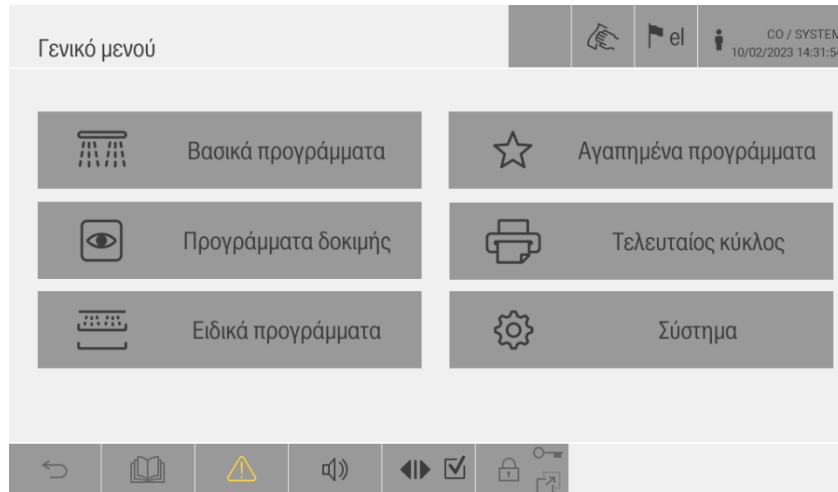 Γενικό μενού
el
CO / SYSTEM
10/02/2023 14:31:54
Βασικά προγράμματα
Αγαπημένα προγράμματα
Προγράμματα δοκιμής
Τελευταίος κύκλος
Ειδικά προγράμματα
Σύστημα